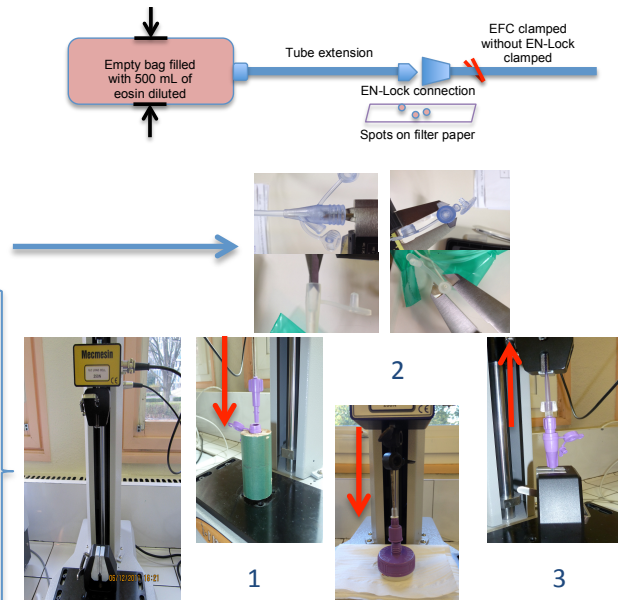 Empty bag filled
with 500 mL of
eosin diluted
Tube extension
EFC clamped
without EN-Lock
clamped
EN-Lock connection
Spots on filter paper
Mecmesin
2
1
3